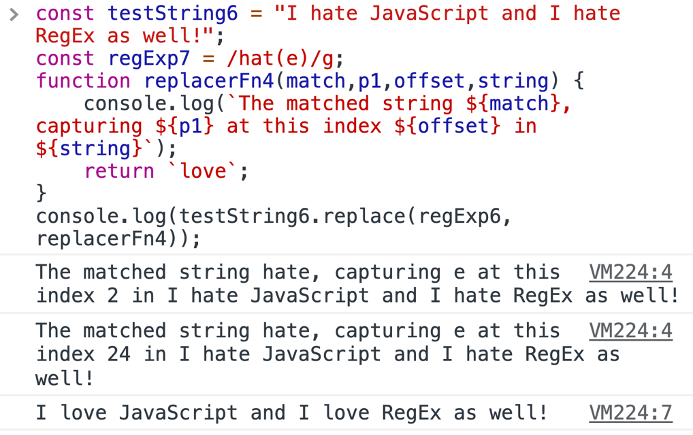 > const testString6 = "I hate JavaScript and I hate
RegEx as well!";
const regExp7 = /hat(e)/g;
function replacerFn4(match,p1,offset,string) {
    console.log(`The matched string ${match},
capturing ${p1} at this index ${offset} in
${string}`);
    return `love`;
}
console.log(testString6.replace(regExp6,
replacerFn4));
The matched string hate, capturing e at this VM224:4
index 2 in I hate JavaScript and I hate RegEx as well!
The matched string hate, capturing e at this VM224:4
index 24 in I hate JavaScript and I hate RegEx as
well!
I love JavaScript and I love RegEx as well! VM224:7